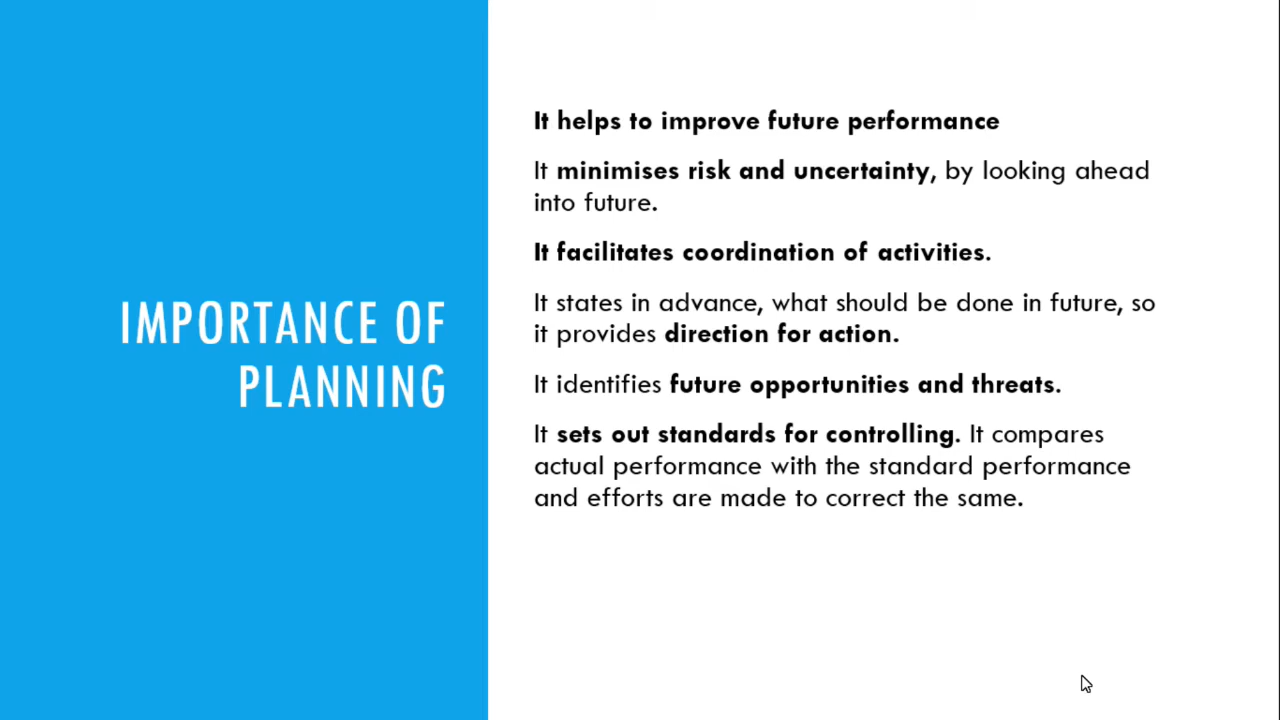 IMPORTANCE OF
PLANNING
It helps to improve future performance
It minimises risk and uncertainty, by looking ahead
into future.
It facilitates coordination of activities.
It states in advance, what should be done in future, so
it provides direction for action.
It identifies future opportunities and threats.
It sets out standards for controlling. It compares
actual performance with the standard performance
and efforts are made to correct the same.